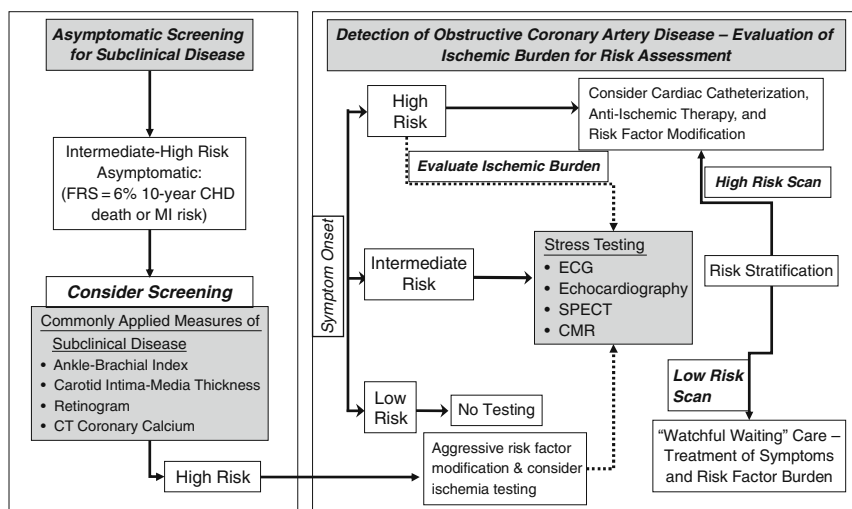 Asymptomatic Screening
for Subclinical Disease
Intermediate-High Risk
Asymptomatic:
(FRS = 6% 10-year CHD
death or MI risk)
Consider Screening
Commonly Applied Measures of
Subclinical Disease
• Ankle-Brachial Index
• Carotid Intima-Media Thickness
• Retinogram
• CT Coronary Calcium
High Risk
Detection of Obstructive Coronary Artery Disease – Evaluation of
Ischemic Burden for Risk Assessment
Symptom Onset
High
Risk
Consider Cardiac Catheterization,
Anti-Ischemic Therapy, and
Risk Factor Modification
Evaluate Ischemic Burden
High Risk Scan
Intermediate
Risk
Stress Testing
• ECG
• Echocardiography
• SPECT
• CMR
Risk Stratification
Low Risk
Scan
Low
Risk
No Testing
Aggressive risk factor
modification & consider
ischemia testing
“Watchful Waiting” Care –
Treatment of Symptoms
and Risk Factor Burden